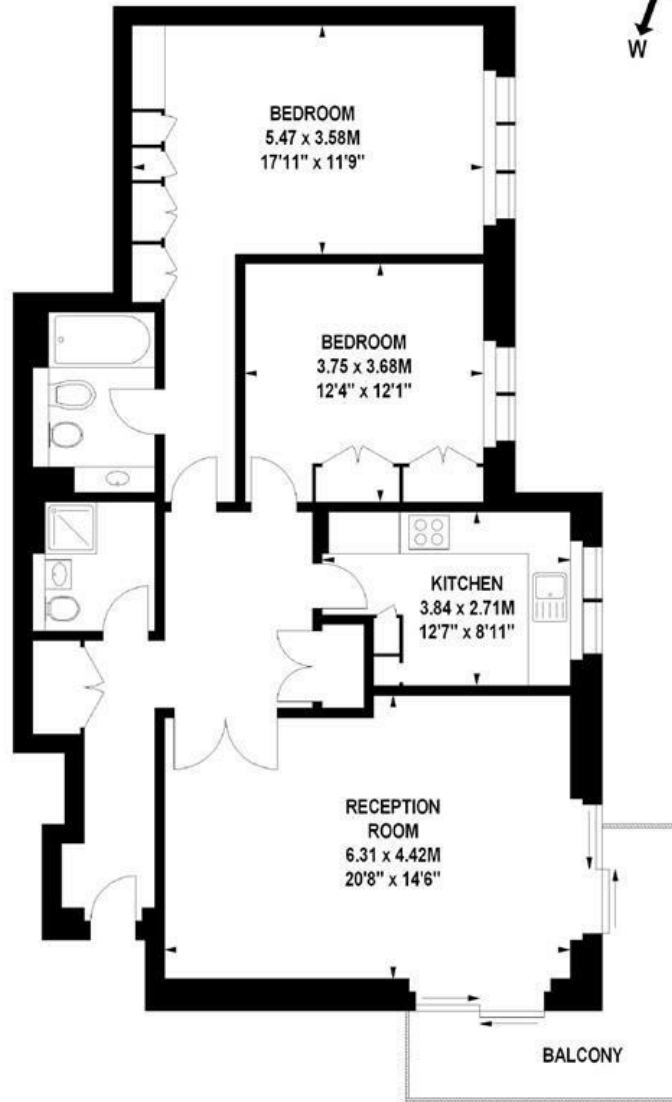 W
BEDROOM
5.47 x 3.58M
17'11" x 11'9"
BEDROOM
3.75 x 3.68M
12'4" x 12'1"
KITCHEN
3.84 x 2.71M
12'7" x 8'11"
RECEPTION
ROOM
6.31 x 4.42M
20'8" x 14'6"
BALCONY